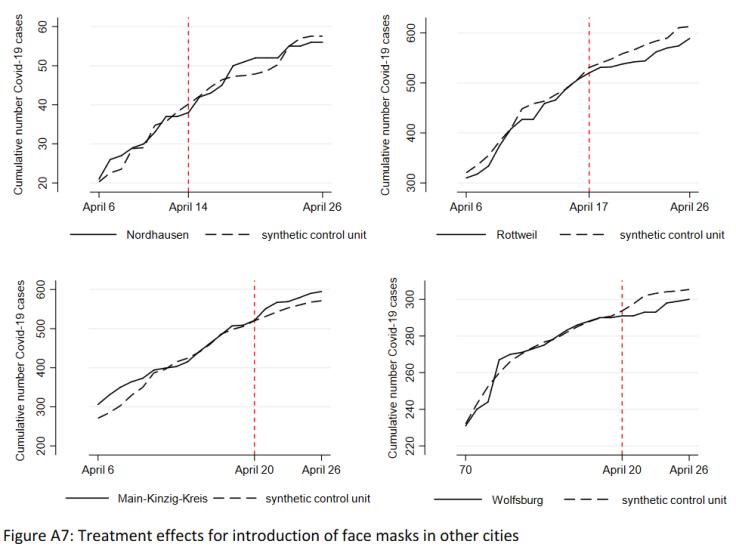 Cumulative number Covid-19 cases
60
50
40
30
20
April 6 April 14 April 26
Nordhausen synthetic control unit
Cumulative number Covid-19 cases
600
500
400
300
April 6 April 17 April 26
Rottweil synthetic control unit
Cumulative number Covid-19 cases
600
500
400
300
200
April 6 April 20 April 26
Main-Kinzig-Kreis synthetic control unit
Cumulative number Covid-19 cases
300
280
260
240
220
70 April 20 April 26
Wolfsburg synthetic control unit
Figure A7: Treatment effects for introduction of face masks in other cities